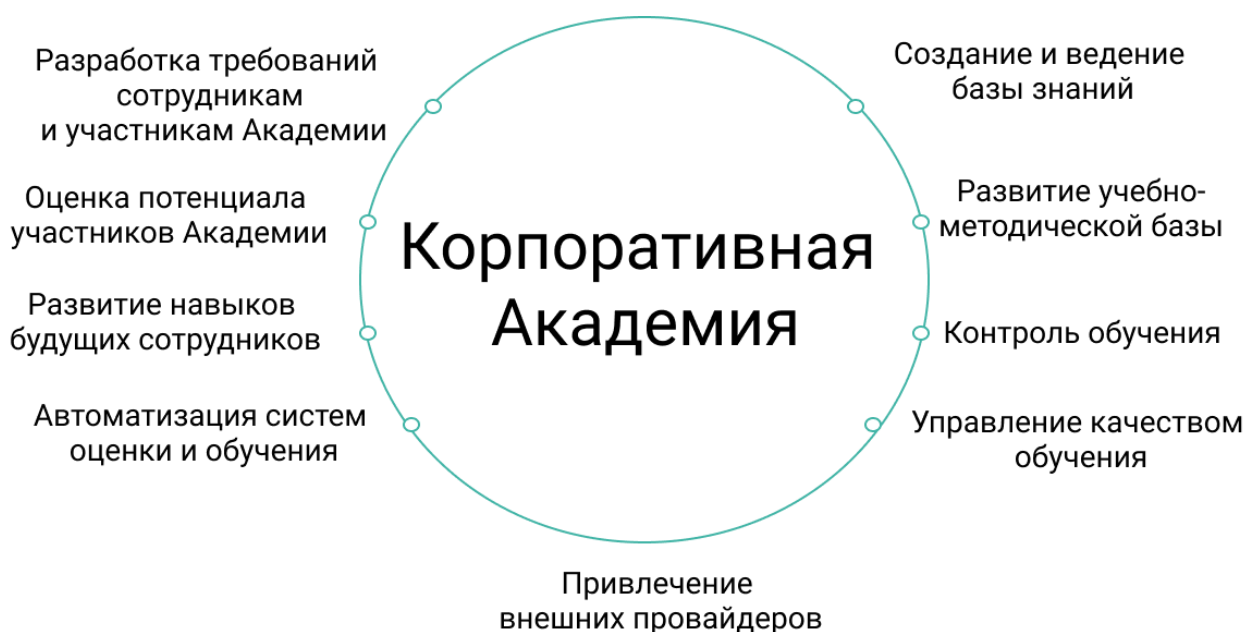 Разработка требований
сотрудникам
и участникам Академии
Оценка потенциала
участников Академии
Развитие навыков
будущих сотрудников
Автоматизация систем
оценки и обучения
Корпоративная
Академия
Создание и ведение
базы знаний
Развитие учебно-
методической базы
Контроль обучения
Управление качеством
обучения
Привлечение
внешних провайдеров